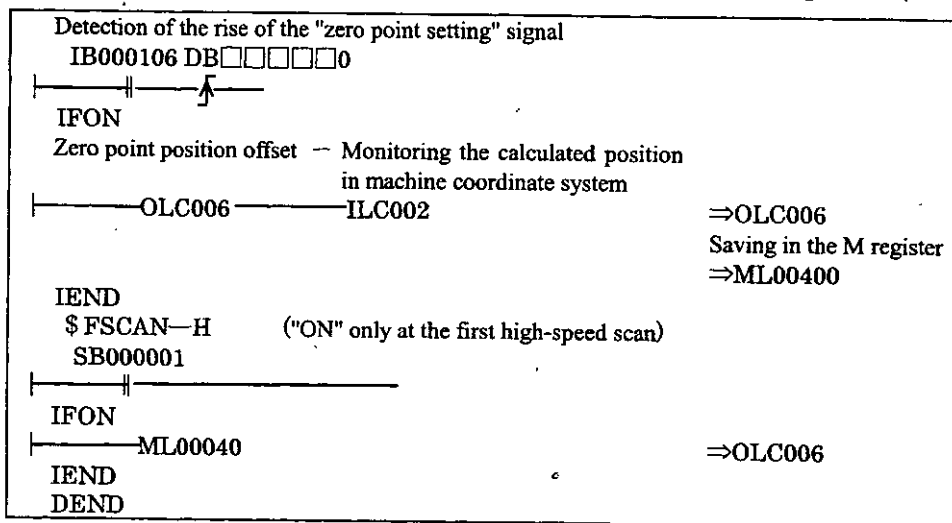 Detection of the rise of the "zero point setting" signal
IB000106 DB□□□□□0
IFON
Zero point position offset — Monitoring the calculated position
in machine coordinate system
OLC006 ILC002 ⇒OLC006
Saving in the M register
⇒ML00400
IEND
$FSCAN—H ("ON" only at the first high-speed scan)
SB000001
IFON
ML00040 ⇒OLC006
IEND
DEND